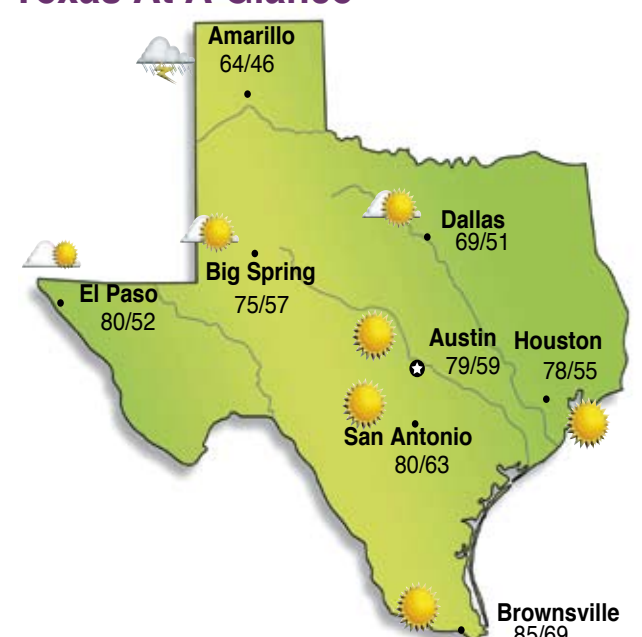 Texas At A Glance
Amarillo
64/46
Dallas
69/51
Big Spring
75/57
El Paso
80/52
Austin
79/59
Houston
78/55
San Antonio
80/63
Brownsville
85/69